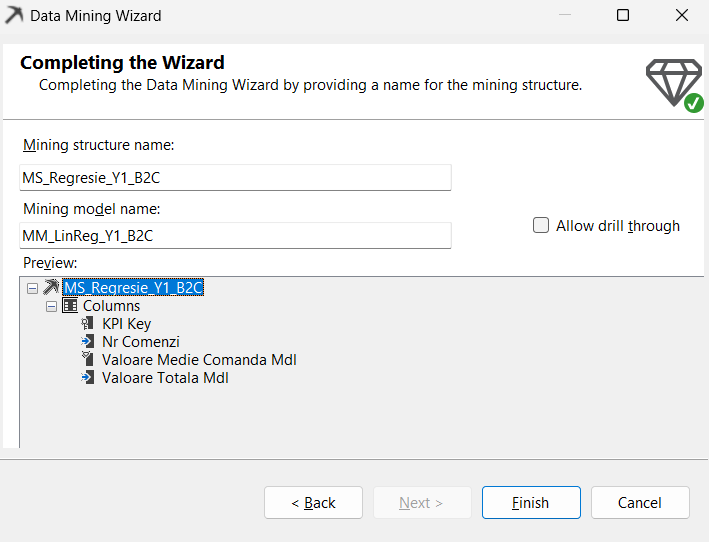 Data Mining Wizard
Completing the Wizard
Completing the Data Mining Wizard by providing a name for the mining structure.
Mining structure name:
MS_Regresie_Y1_B2C
Mining model name:
MM_LinReg_Y1_B2C
Allow drill through
Preview:
MS_Regresie_Y1_B2C
Columns
KPI Key
Nr Comenzi
Valoare Medie Comanda Mdl
Valoare Totala Mdl
< Back
Next >
Finish
Cancel